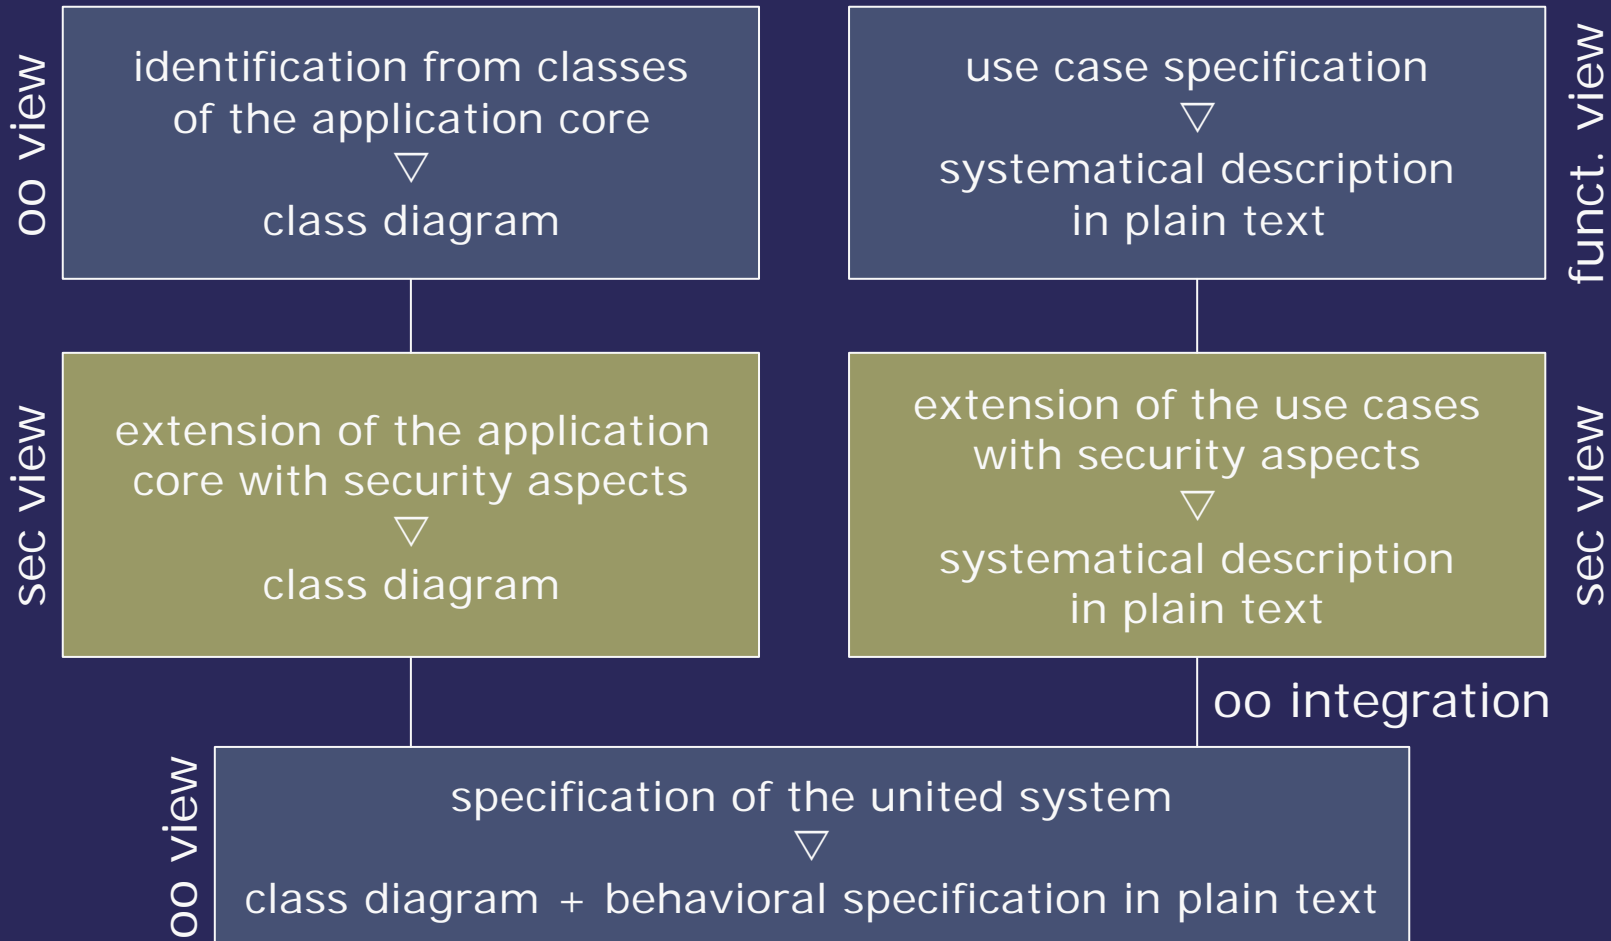 oo view
identification from classes
of the application core
▽
class diagram
use case specification
▽
systematical description
in plain text
funct. view
sec view
extension of the application
core with security aspects
▽
class diagram
extension of the use cases
with security aspects
▽
systematical description
in plain text
sec view
oo integration
oo view
specification of the united system
▽
class diagram + behavioral specification in plain text